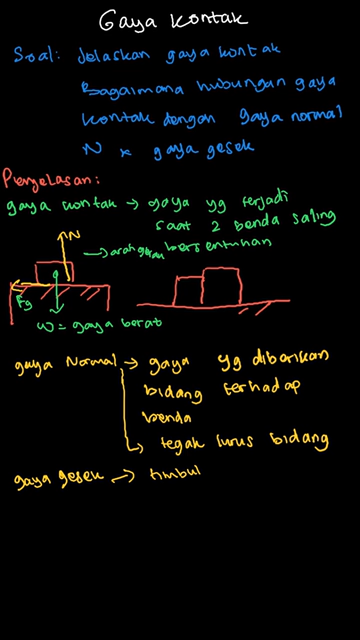 Gaya Kontak
Soal: Jelaskan gaya kontak
Bagaimana hubungan gaya
kontak dengan gaya normal
N & gaya gesek
Penjelasan:
gaya kontak → gaya yg terjadi
saat 2 benda saling
bersentuhan
N
→ arah gerak
Fg
w = gaya berat
gaya Normal → gaya yg diberikan
bidang terhadap
benda
→ tegak lurus bidang
gaya gesek → timbul